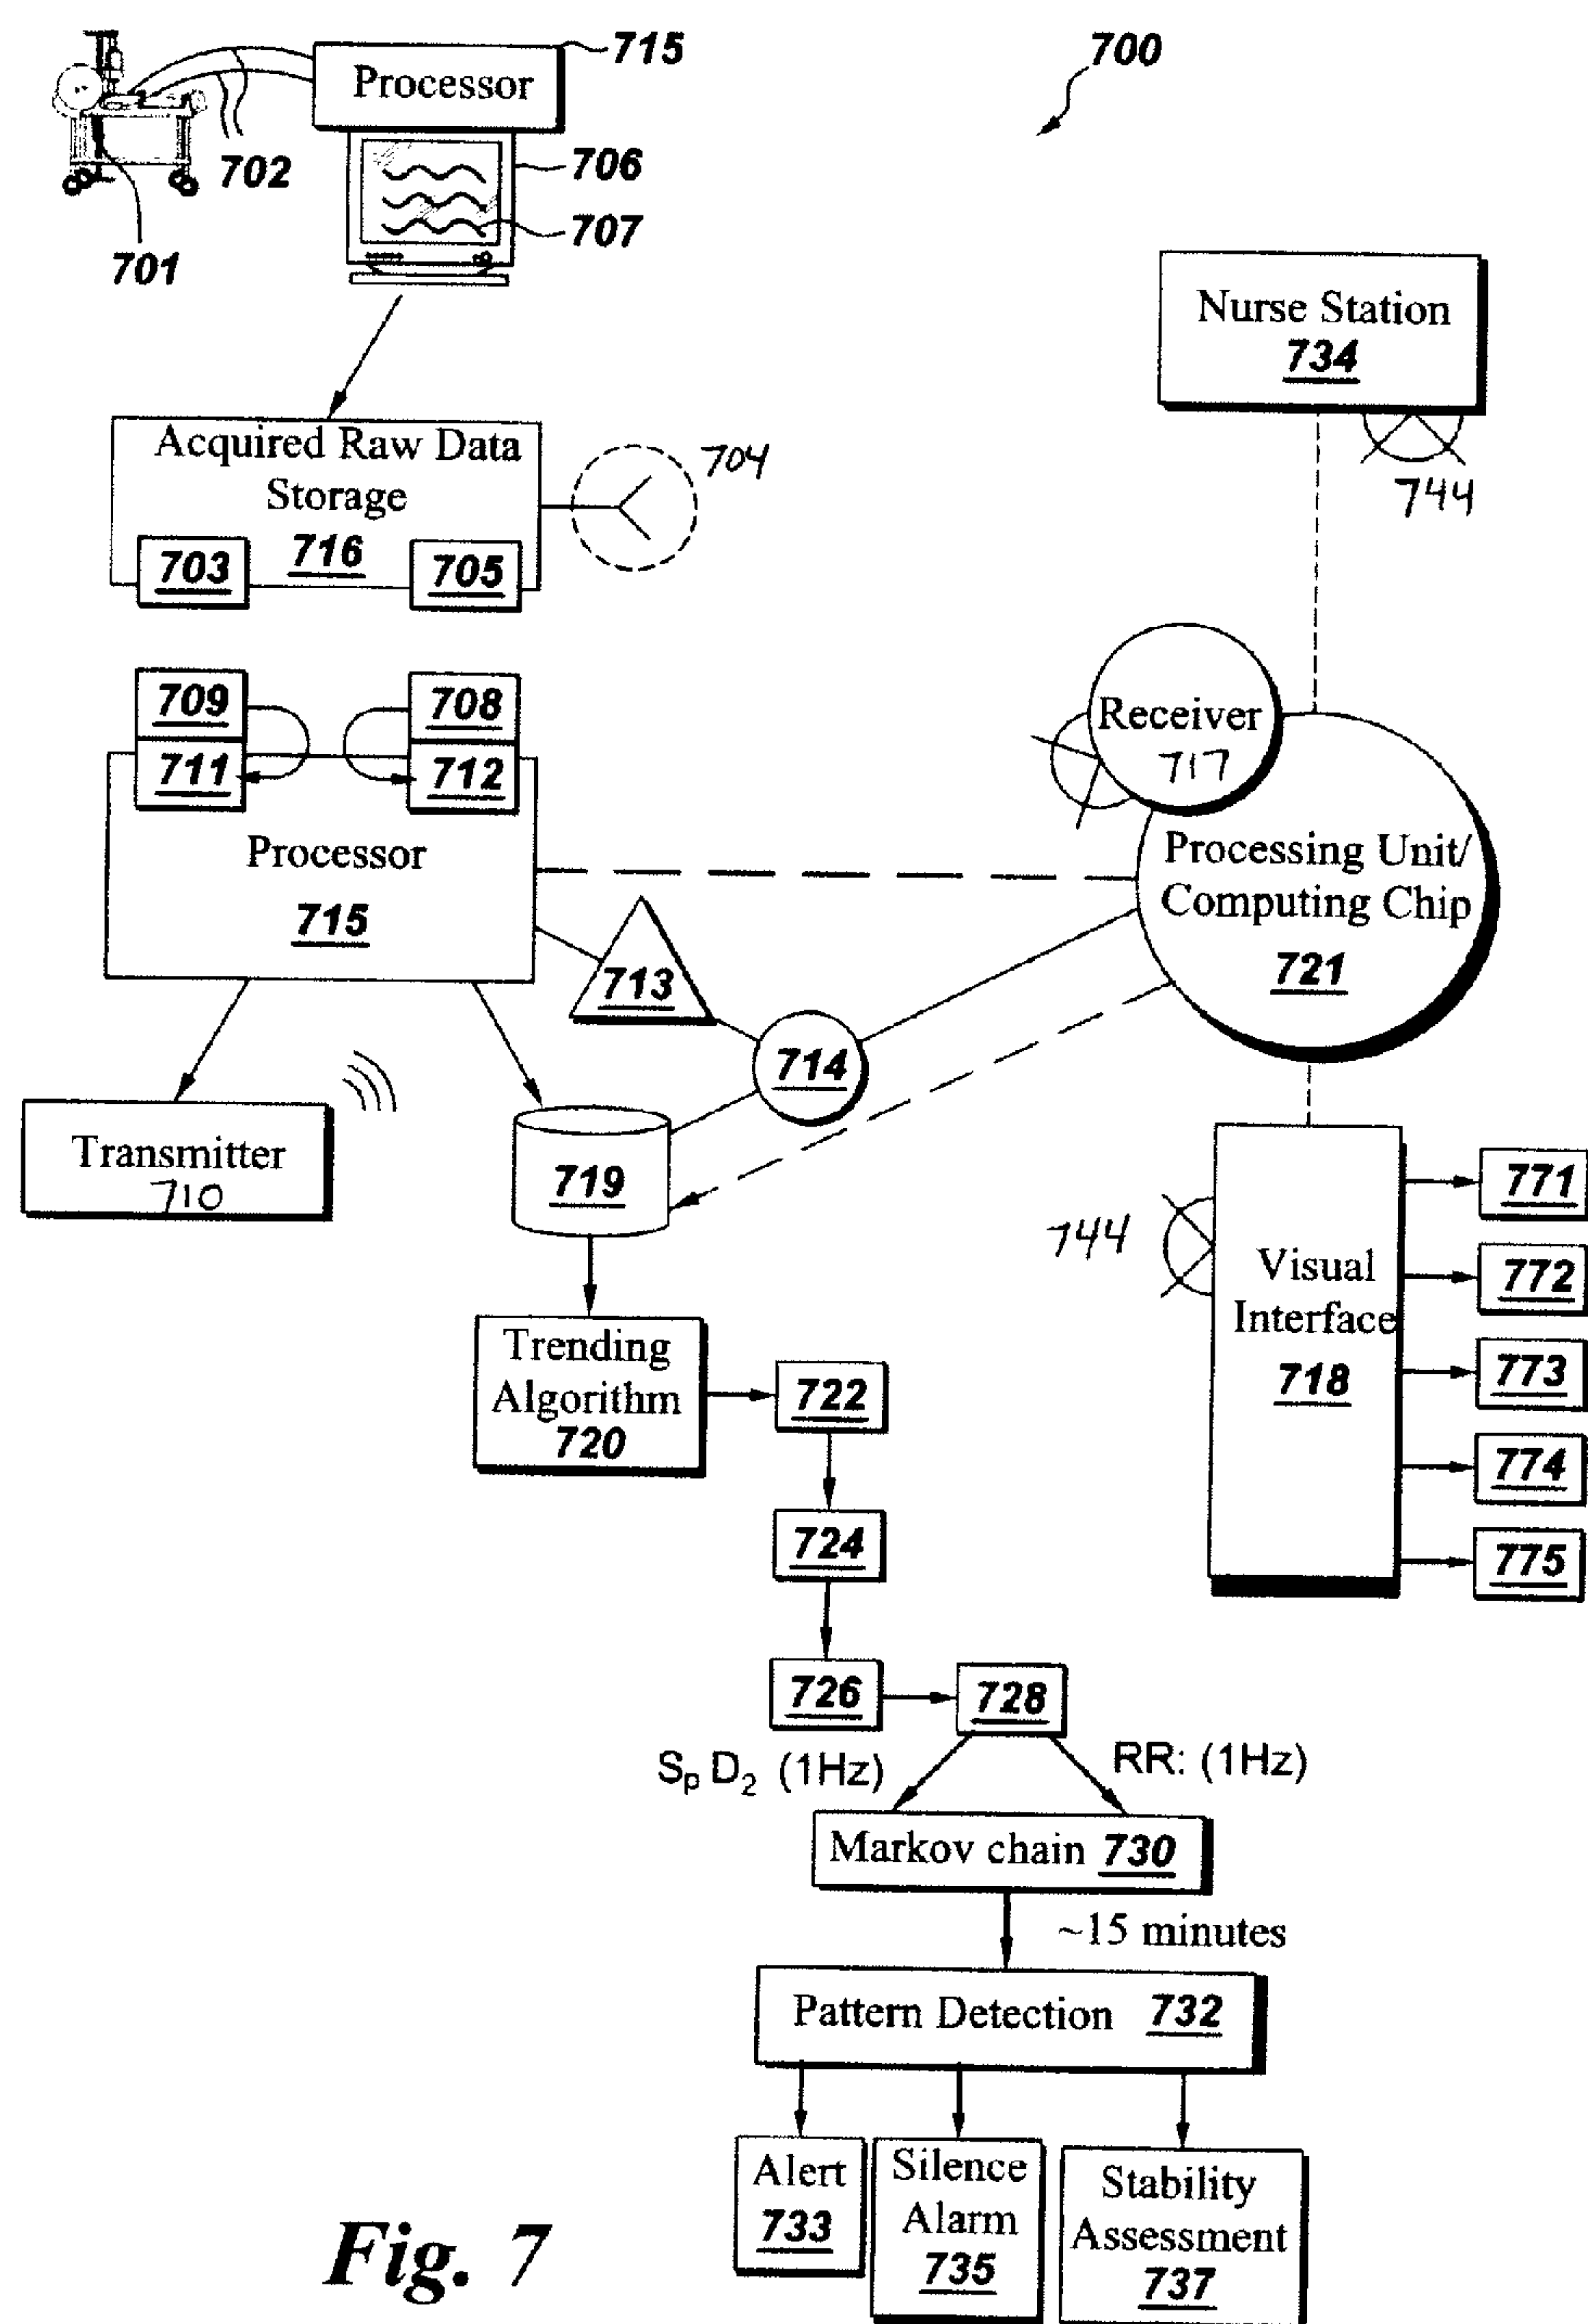 715
700
Processor
706
702
707
701
Nurse Station
734
744
Acquired Raw Data
Storage
716
704
703
705
709
708
711
712
Receiver
717
Processor
715
Processing Unit/
Computing Chip
721
713
714
Transmitter
710
719
771
744
Visual
Interface
718
772
773
774
775
Trending
Algorithm
720
722
724
726
728
Sp D2 (1Hz)
RR: (1Hz)
Markov chain 730
~15 minutes
Pattern Detection 732
Alert
733
Silence
Alarm
735
Stability
Assessment
737
Fig. 7